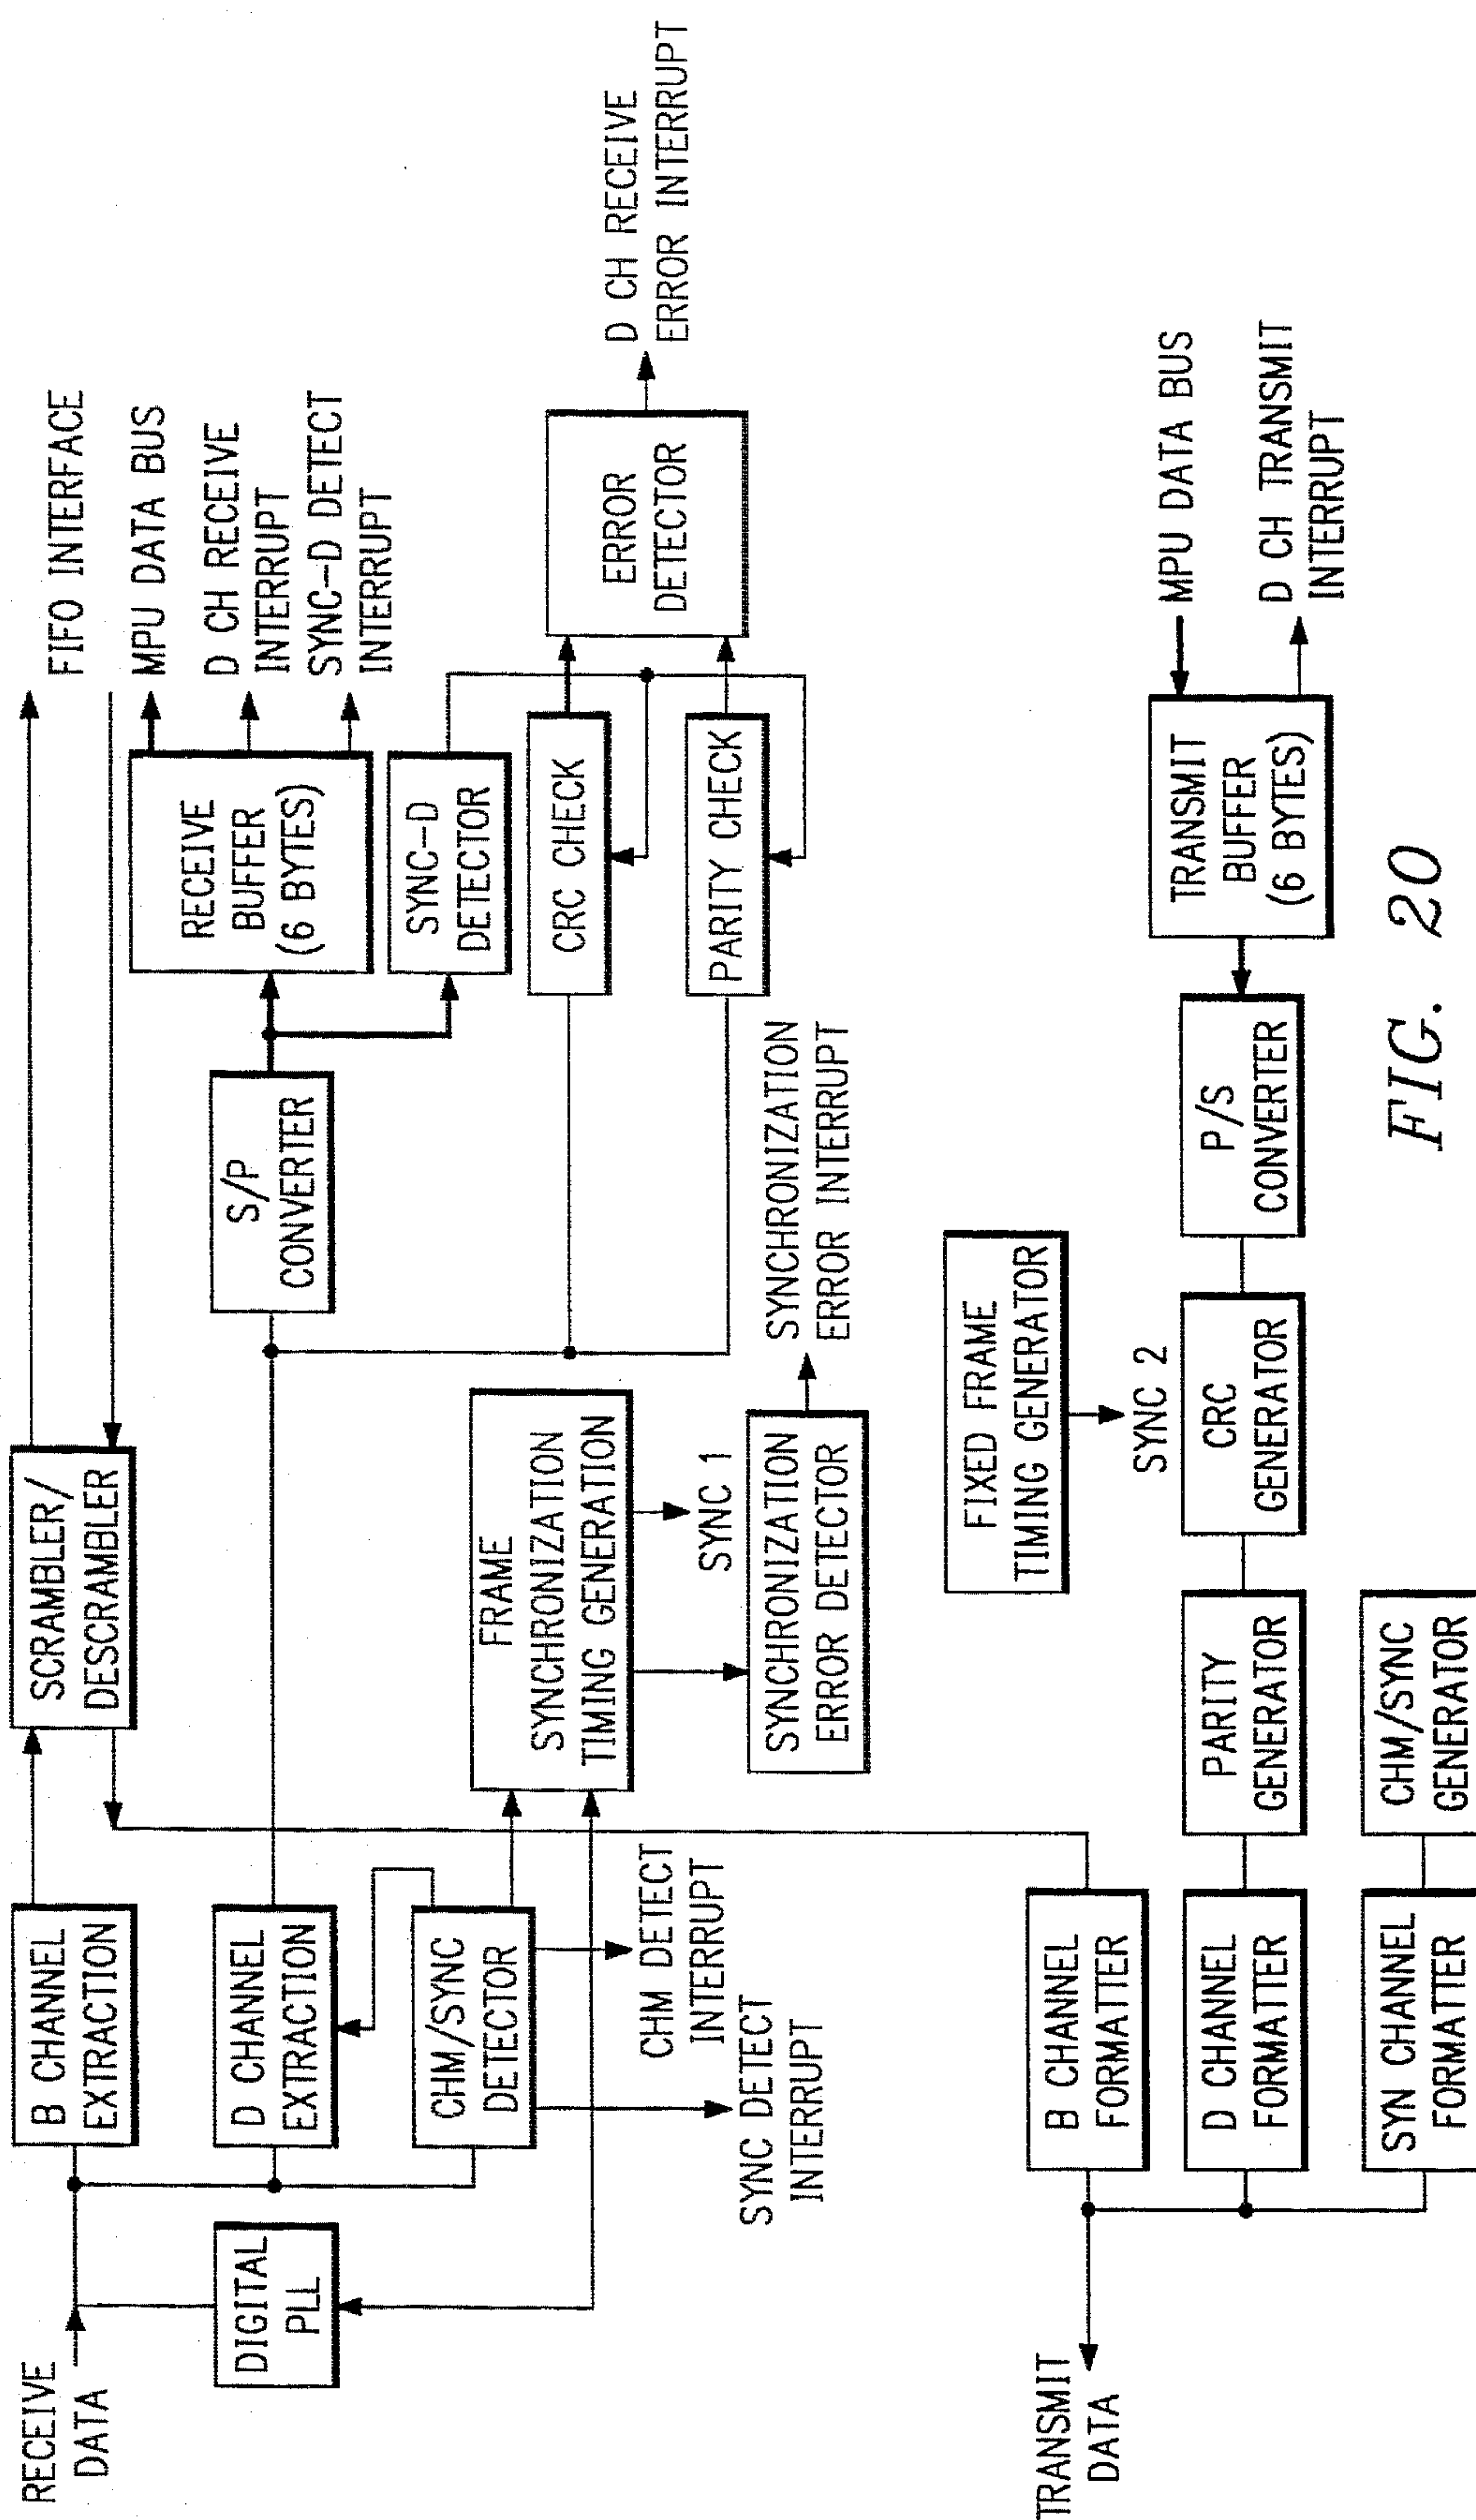 RECEIVE
DATA
DIGITAL
PLL
B CHANNEL
EXTRACTION
D CHANNEL
EXTRACTION
CHM/SYNC
DETECTOR
CHM DETECT
INTERRUPT
SYNC DETECT
INTERRUPT
SCRAMBLER/
DESCRAMBLER
FRAME
SYNCHRONIZATION
TIMING GENERATION
SYNC 1
SYNCHRONIZATION
ERROR DETECTOR
SYNCHRONIZATION
ERROR INTERRUPT
S/P
CONVERTER
RECEIVE
BUFFER
(6 BYTES)
SYNC-D
DETECTOR
CRC CHECK
PARITY CHECK
FIFO INTERFACE
MPU DATA BUS
D CH RECEIVE
INTERRUPT
SYNC-D DETECT
INTERRUPT
ERROR
DETECTOR
D CH RECEIVE
ERROR INTERRUPT
TRANSMIT
DATA
B CHANNEL
FORMATTER
D CHANNEL
FORMATTER
SYN CHANNEL
FORMATTER
PARITY
GENERATOR
CHM/SYNC
GENERATOR
FIXED FRAME
TIMING GENERATOR
SYNC 2
CRC
GENERATOR
P/S
CONVERTER
TRANSMIT
BUFFER
(6 BYTES)
MPU DATA BUS
D CH TRANSMIT
INTERRUPT
FIG. 20